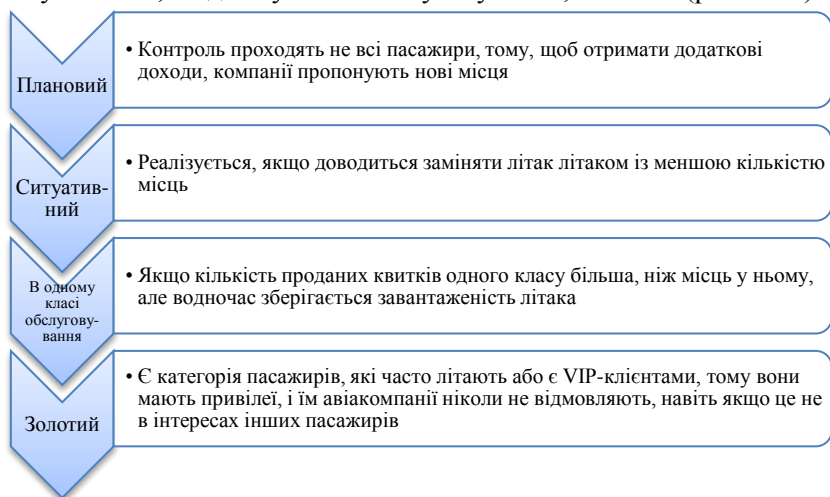 Плановий
• Контроль проходять не всі пасажири, тому, щоб отримати додаткові
доходи, компанії пропонують нові місця
Ситуатив-
ний
• Реалізується, якщо доводиться заміняти літак літаком із меншою кількістю
місць
В одному
класі
обслугову-
вання
• Якщо кількість проданих квитків одного класу більша, ніж місць у ньому,
але водночас зберігається завантаженість літака
Золотий
• Є категорія пасажирів, які часто літають або є VIP-клієнтами, тому вони
мають привілеї, і їм авіакомпанії ніколи не відмовляють, навіть якщо це не
в інтересах інших пасажирів